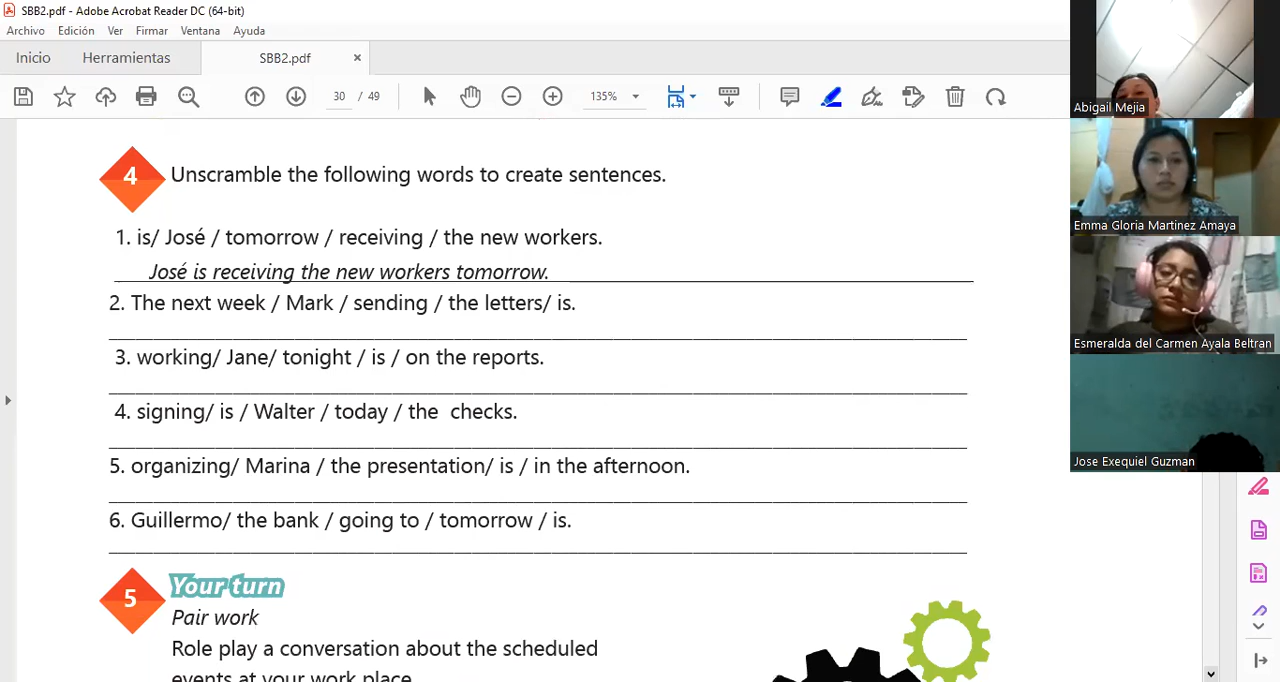 SBB2.pdf - Adobe Acrobat Reader DC (64-bit)
Archivo Edición Ver Firmar Ventana Ayuda
Inicio Herramientas SBB2.pdf ×
30 / 49 135%
4 Unscramble the following words to create sentences.
1. is/ José / tomorrow / receiving / the new workers.
José is receiving the new workers tomorrow.
2. The next week / Mark / sending / the letters/ is.
3. working/ Jane/ tonight / is / on the reports.
4. signing/ is / Walter / today / the checks.
5. organizing/ Marina / the presentation/ is / in the afternoon.
6. Guillermo/ the bank / going to / tomorrow / is.
5 Your turn
Pair work
Role play a conversation about the scheduled
events at your work place.
Abigail Mejia
Emma Gloria Martinez Amaya
Esmeralda del Carmen Ayala Beltran
Jose Exequiel Guzman